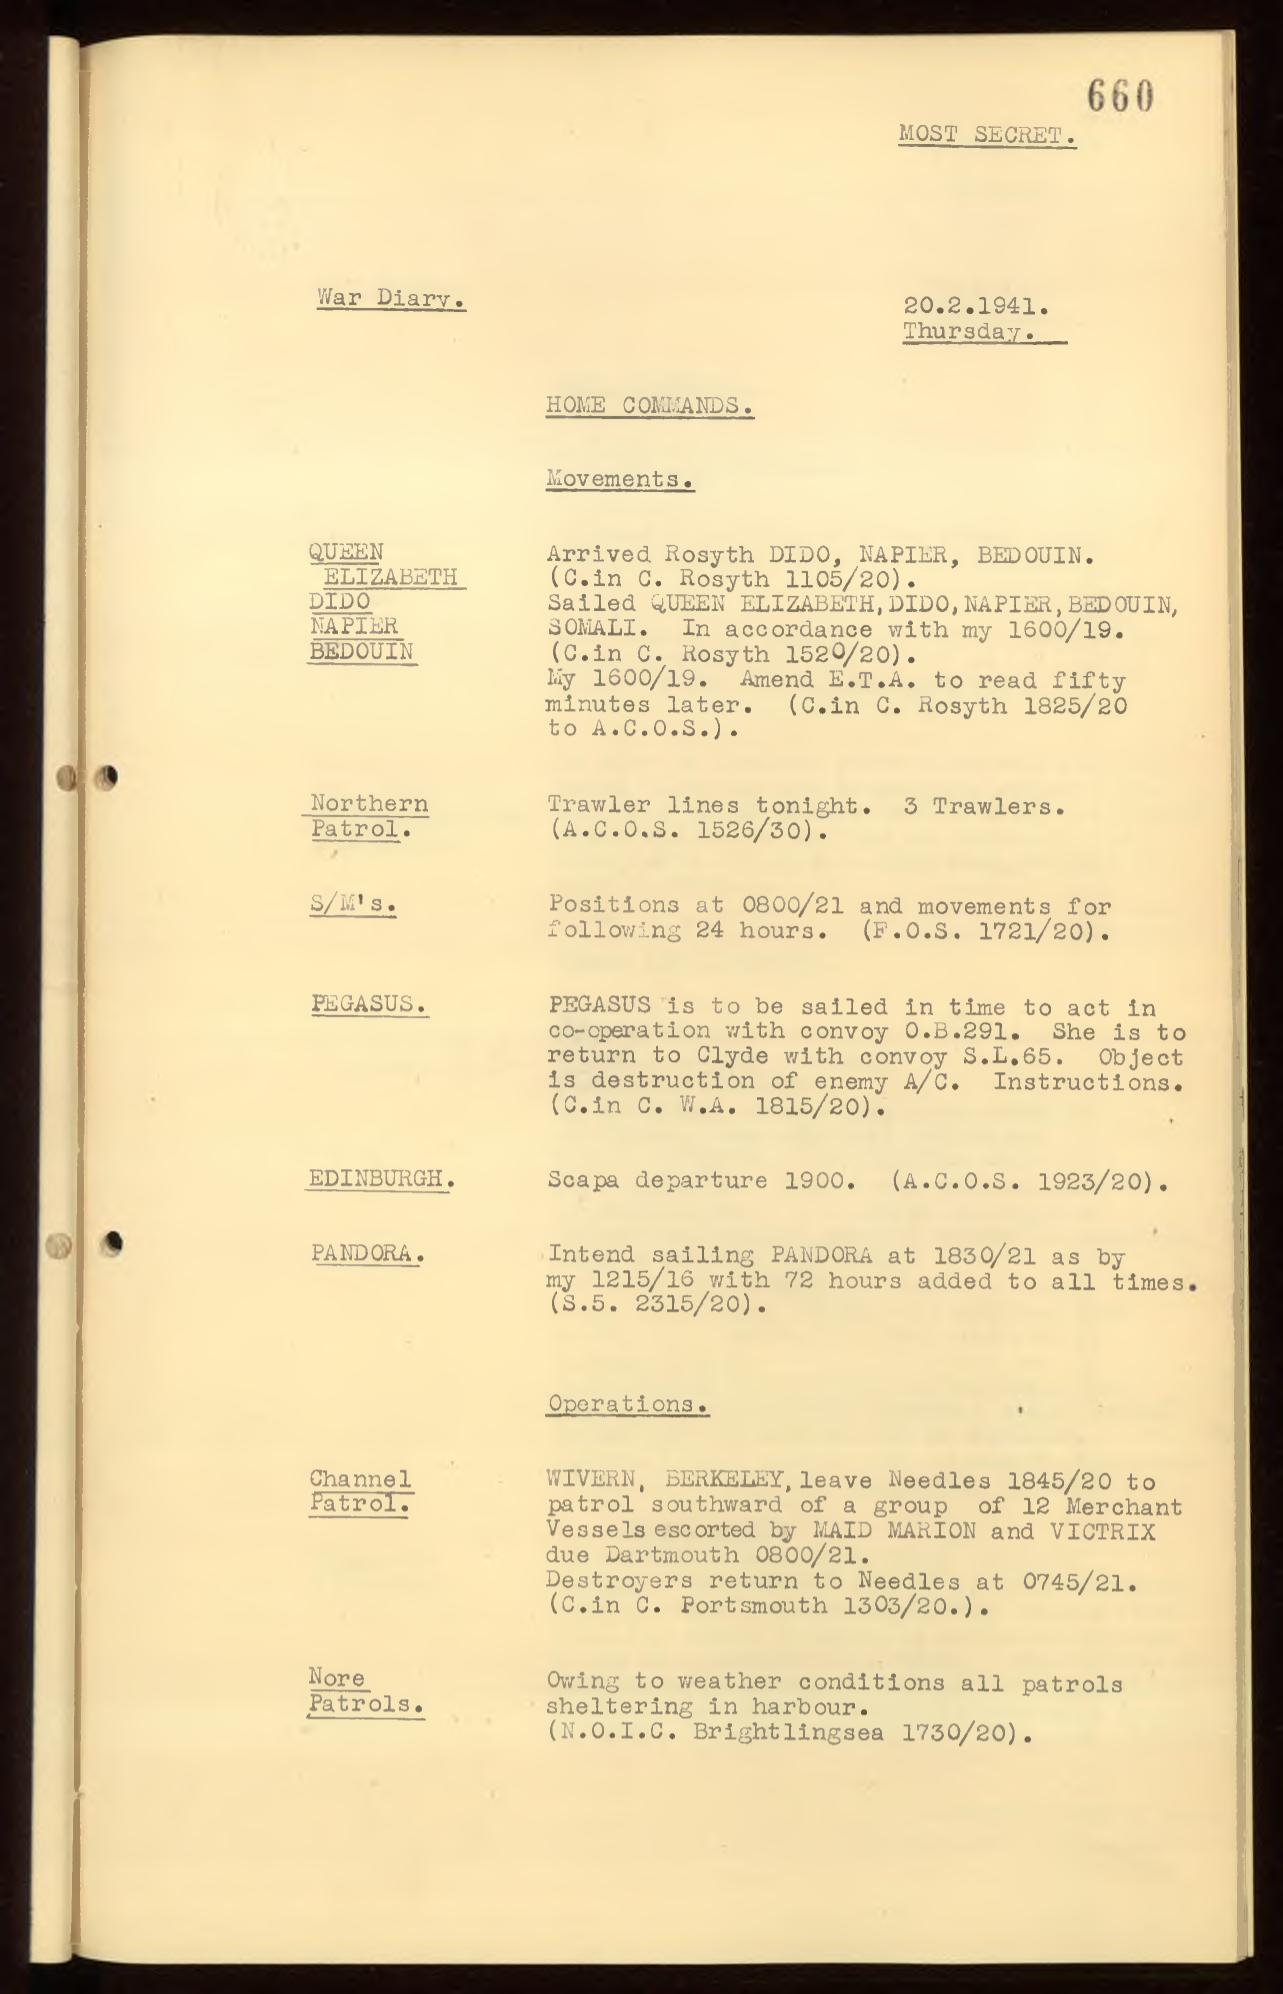 660
MOST SECRET.
War Diary.
20.2.1941.
Thursday.
HOME COMMANDS.
Movements.
QUEEN
ELIZABETH
DIDO
NAPIER
BEDOUIN
Arrived Rosyth DIDO, NAPIER, BEDOUIN.
(C.in C. Rosyth 1105/20).
Sailed QUEEN ELIZABETH, DIDO, NAPIER, BEDOUIN,
SOMALI. In accordance with my 1600/19.
(C.in C. Rosyth 1520/20).
My 1600/19. Amend E.T.A. to read fifty
minutes later. (C.in C. Rosyth 1825/20
to A.C.O.S.).
Northern
Patrol.
Trawler lines tonight. 3 Trawlers.
(A.C.O.S. 1526/30).
S/M's.
Positions at 0800/21 and movements for
following 24 hours. (F.O.S. 1721/20).
PEGASUS.
PEGASUS is to be sailed in time to act in
co-operation with convoy O.B.291. She is to
return to Clyde with convoy S.L.65. Object
is destruction of enemy A/C. Instructions.
(C.in C. W.A. 1815/20).
EDINBURGH.
Scapa departure 1900. (A.C.O.S. 1923/20).
PANDORA.
Intend sailing PANDORA at 1830/21 as by
my 1215/16 with 72 hours added to all times.
(S.5. 2315/20).
Operations.
Channel
Patrol.
WIVERN, BERKELEY, leave Needles 1845/20 to
patrol southward of a group of 12 Merchant
Vessels escorted by MAID MARION and VICTRIX
due Dartmouth 0800/21.
Destroyers return to Needles at 0745/21.
(C.in C. Portsmouth 1303/20.).
Nore
Patrols.
Owing to weather conditions all patrols
sheltering in harbour.
(N.O.I.C. Brightlingsea 1730/20).